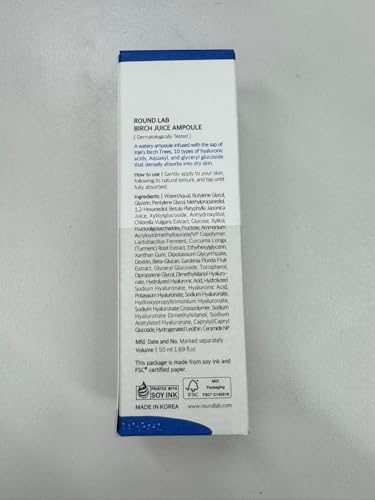 ROUND LAB
BIRCH JUICE AMPOULE
[ Dermatologically Tested ]
A watery ampoule infused with the sap of
Inje's Birch Trees, 10 types of hyaluronic
acids, Aquaxyl, and glyceryl glucoside
that densely absorbs into dry skin.
How to use | Gently apply to your skin,
following its natural texture, and tap until
fully absorbed.
Ingredients | Water(Aqua), Butylene Glycol,
Glycerin, Pentylene Glycol, Methylpropanediol,
1,2-Hexanediol, Betula Platyphylla Japonica
Juice, Xylitylglucoside, Anhydroxylitol,
Chlorella Vulgaris Extract, Glucose, Xylitol,
Fructooligosaccharides, Fructose, Ammonium
Acryloyldimethyltaurate/VP Copolymer,
Lactobacillus Ferment, Curcuma Longa
(Turmeric) Root Extract, Ethylhexylglycerin,
Xanthan Gum, Dipotassium Glycyrrhizate,
Dextrin, Beta-Glucan, Gardenia Florida Fruit
Extract, Glyceryl Glucoside, Tocopherol,
Dipropylene Glycol, Dimethylsilanol Hyaluro-
nate, Hydrolyzed Hyaluronic Acid, Hydrolyzed
Sodium Hyaluronate, Hyaluronic Acid,
Potassium Hyaluronate, Sodium Hyaluronate,
Hydroxypropyltrimonium Hyaluronate,
Sodium Hyaluronate Crosspolymer, Sodium
Hyaluronate Dimethylsilanol, Sodium
Acetylated Hyaluronate, Caprylyl/Capryl
Glucoside, Hydrogenated Lecithin, Ceramide NP
Mfd. Date and No. Marked separately
Volume | 50 ml 1.69 fl.oz.
This package is made from soy ink and
FSC® certified paper.
PRINTED WITH
SOY INK
FSC
MIX
Packaging
MADE IN KOREA
www.roundlab.com